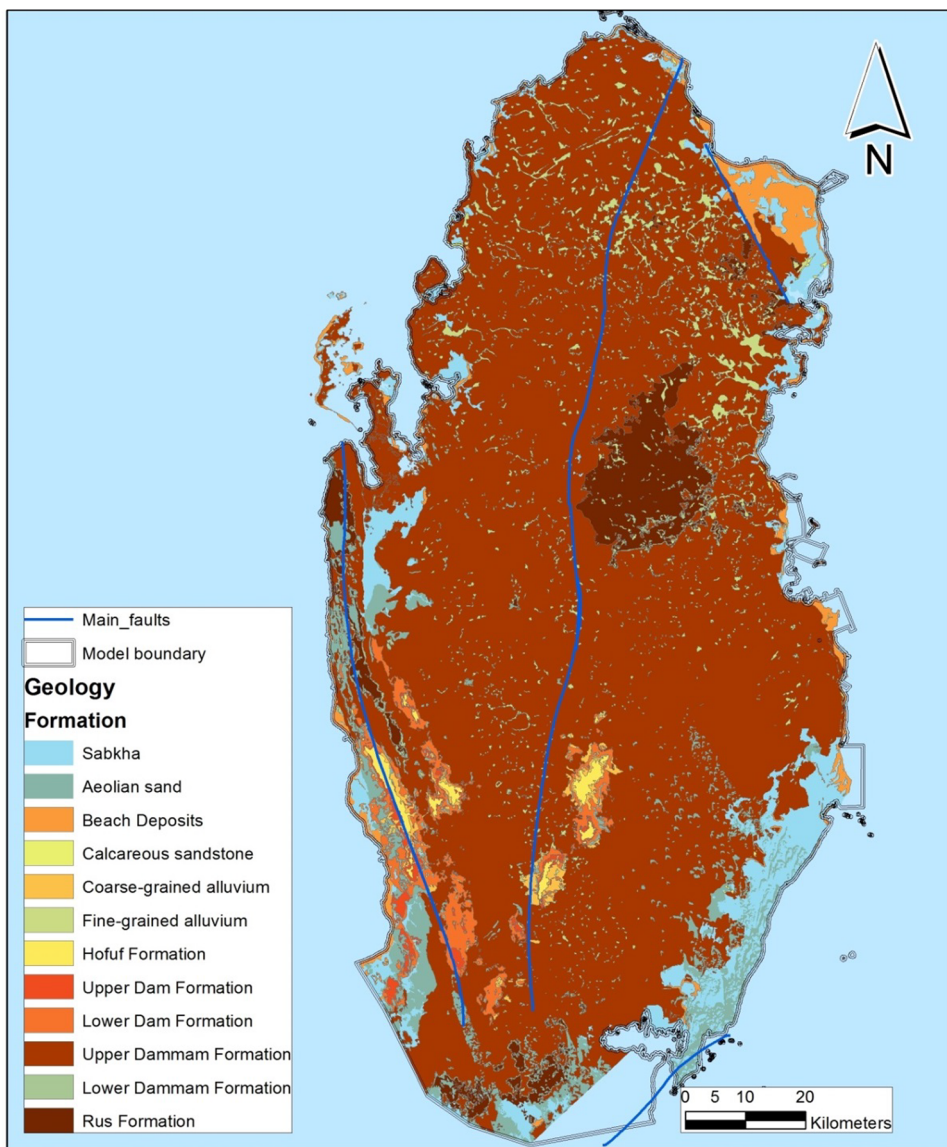 N
Main_faults
Model boundary
Geology
Formation
Sabkha
Aeolian sand
Beach Deposits
Calcareous sandstone
Coarse-grained alluvium
Fine-grained alluvium
Hofuf Formation
Upper Dam Formation
Lower Dam Formation
Upper Dammam Formation
Lower Dammam Formation
Rus Formation
0 5 10 20
Kilometers